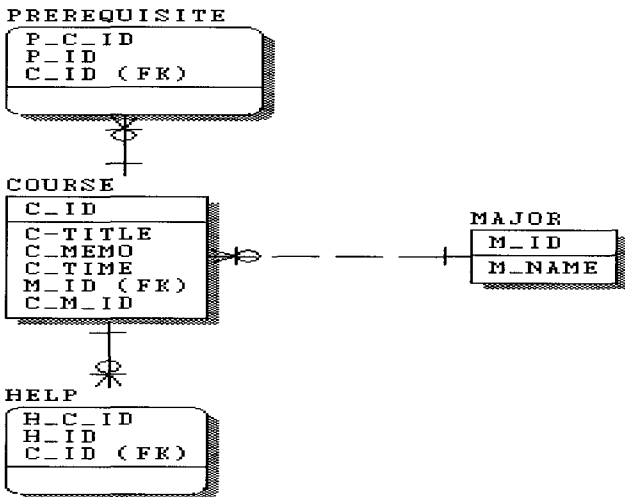 PREREQUISITE
P_C_ID
P_ID
C_ID (FK)
COURSE
C_ID
C-TITLE
C_MEMO
C_TIME
M_ID (FK)
C_M_ID
MAJOR
M_ID
M_NAME
HELP
H_C_ID
H_ID
C_ID (FK)